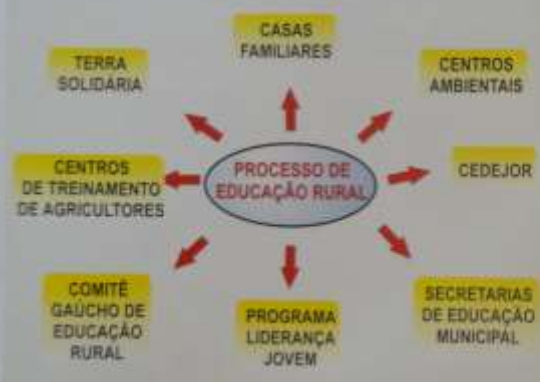 CASAS
FAMILIARES
TERRA
SOLIDÁRIA
CENTROS
AMBIENTAIS
CENTROS
DE TREINAMENTO
DE AGRICULTORES
PROCESSO DE
EDUCAÇÃO RURAL
CEDEJOR
COMITÊ
GAÚCHO DE
EDUCAÇÃO
RURAL
PROGRAMA
LIDERANÇA
JOVEM
SECRETARIAS
DE EDUCAÇÃO
MUNICIPAL